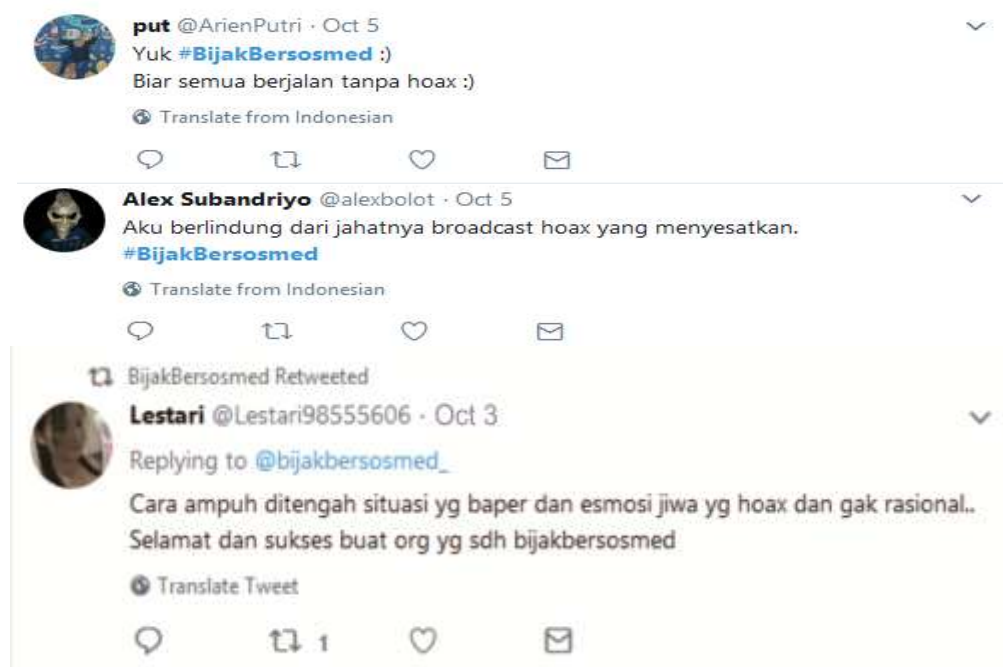 put @ArienPutri · Oct 5
Yuk #BijakBersosmed :)
Biar semua berjalan tanpa hoax :)
Translate from Indonesian
Alex Subandriyo @alexbolot · Oct 5
Aku berlindung dari jahatnya broadcast hoax yang menyesatkan.
#BijakBersosmed
Translate from Indonesian
BijakBersosmed Retweeted
Lestari @Lestari98555606 · Oct 3
Replying to @bijakbersosmed_
Cara ampuh ditengah situasi yg baper dan esmosi jiwa yg hoax dan gak rasional..
Selamat dan sukses buat org yg sdh bijakbersosmed
Translate Tweet
1